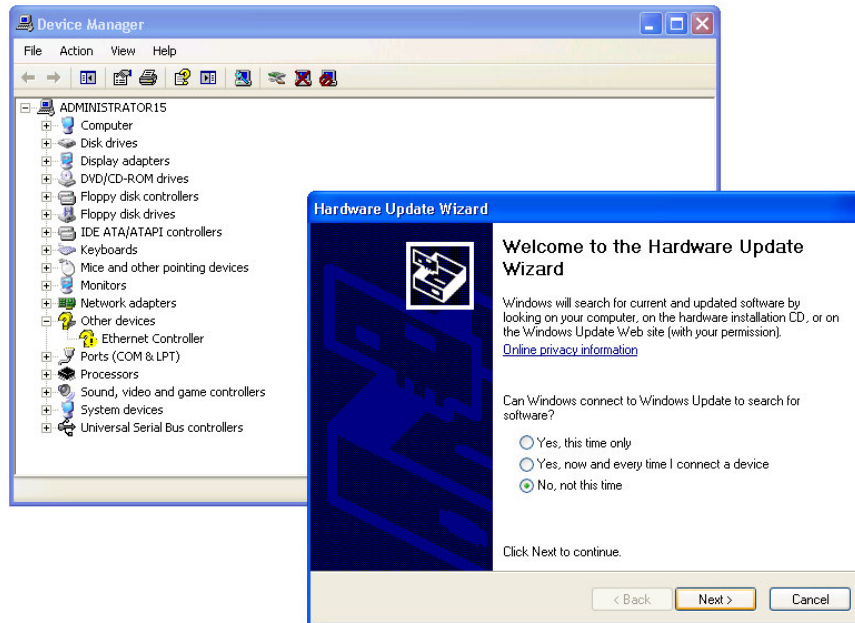 Device Manager
File Action View Help
ADMINISTRATOR15
Computer
Disk drives
Display adapters
DVD/CD-ROM drives
Floppy disk controllers
Floppy disk drives
IDE ATA/ATAPI controllers
Keyboards
Mice and other pointing devices
Monitors
Network adapters
Other devices
Ethernet Controller
Ports (COM & LPT)
Processors
Sound, video and game controllers
System devices
Universal Serial Bus controllers
Hardware Update Wizard
Welcome to the Hardware Update
Wizard
Windows will search for current and updated software by
looking on your computer, on the hardware installation CD, or on
the Windows Update Web site (with your permission).
Online privacy information
Can Windows connect to Windows Update to search for
software?
Yes, this time only
Yes, now and every time I connect a device
No, not this time
Click Next to continue.
< Back Next > Cancel